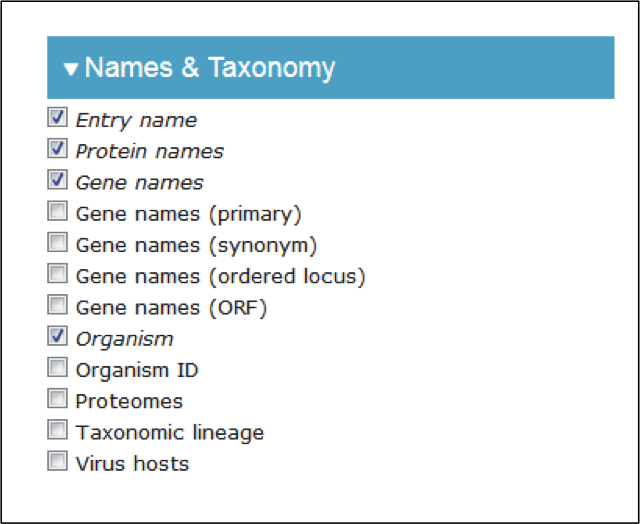 Names & Taxonomy
Entry name
Protein names
Gene names
Gene names (primary)
Gene names (synonym)
Gene names (ordered locus)
Gene names (ORF)
Organism
Organism ID
Proteomes
Taxonomic lineage
Virus hosts